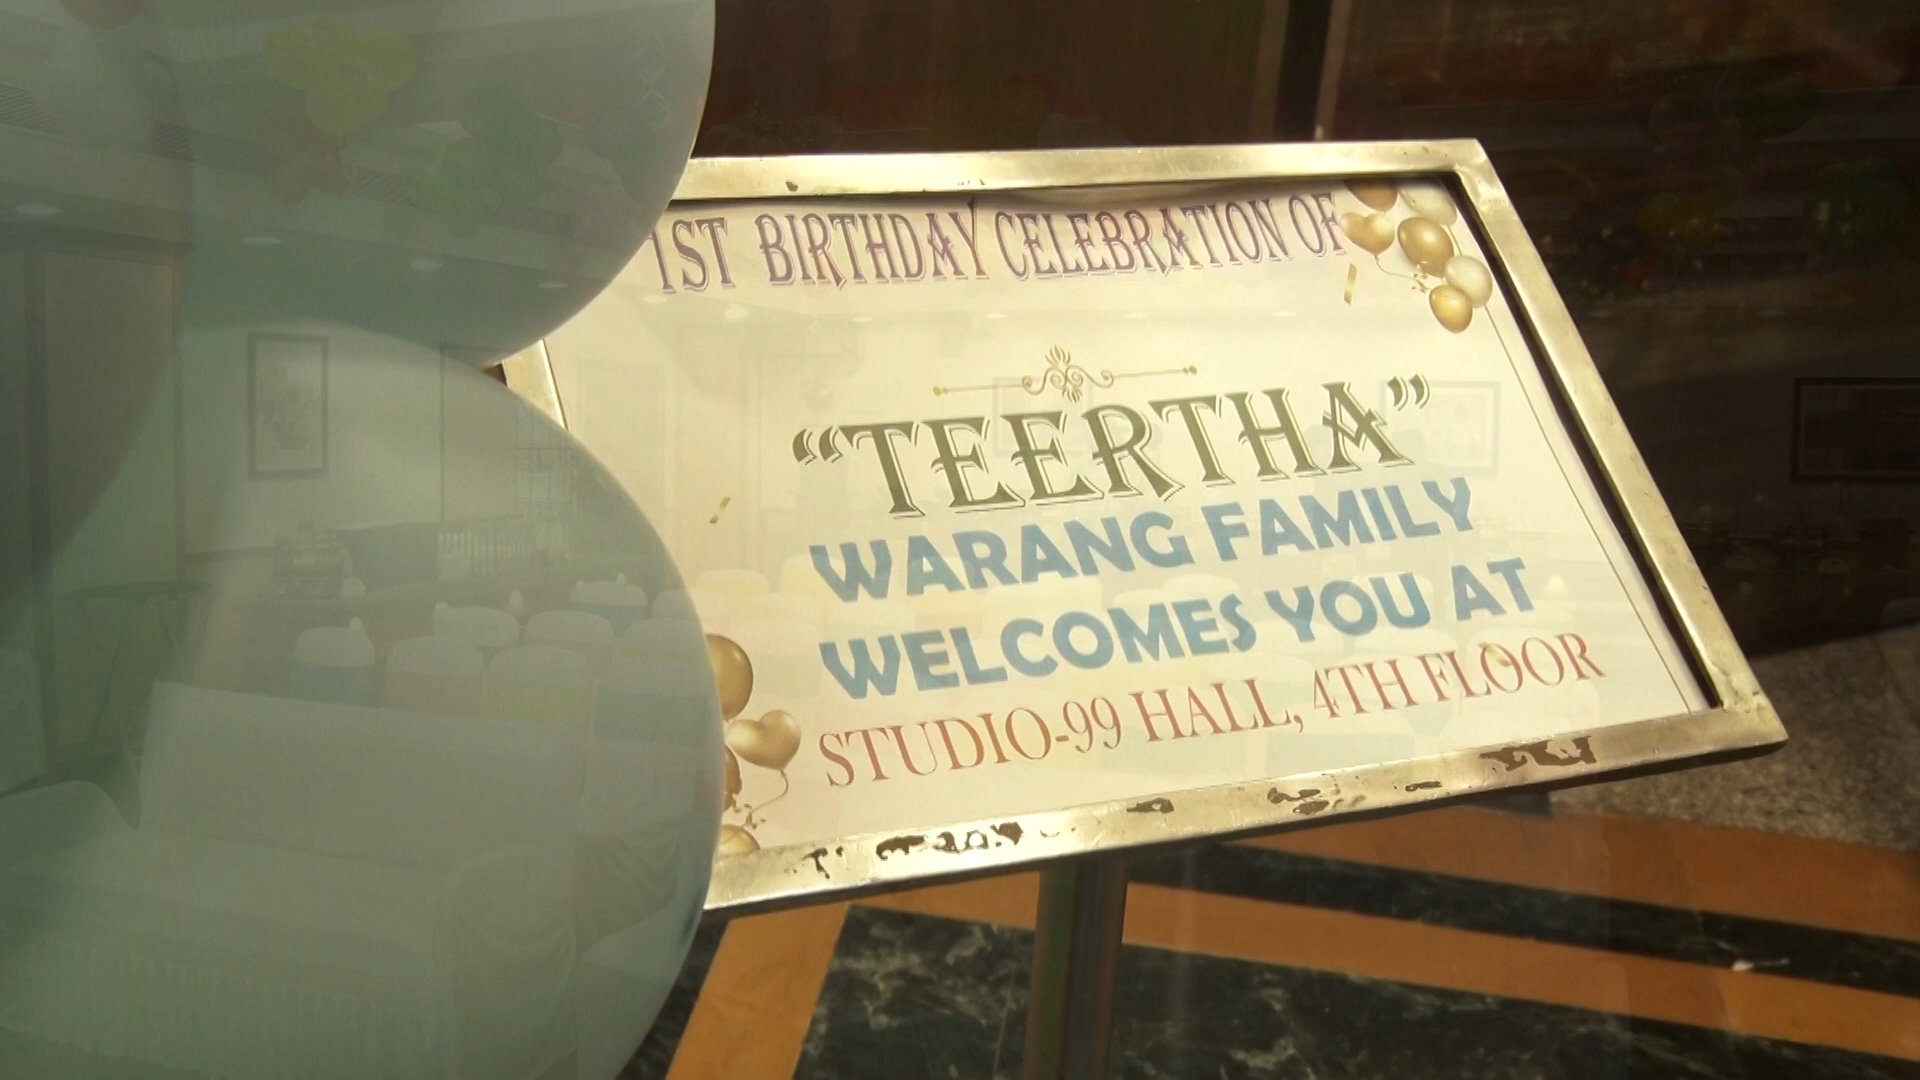 1ST BIRTHDAY CELEBRATION OF
“TEERTHA”
WARANG FAMILY
WELCOMES YOU AT
STUDIO-99 HALL, 4TH FLOOR